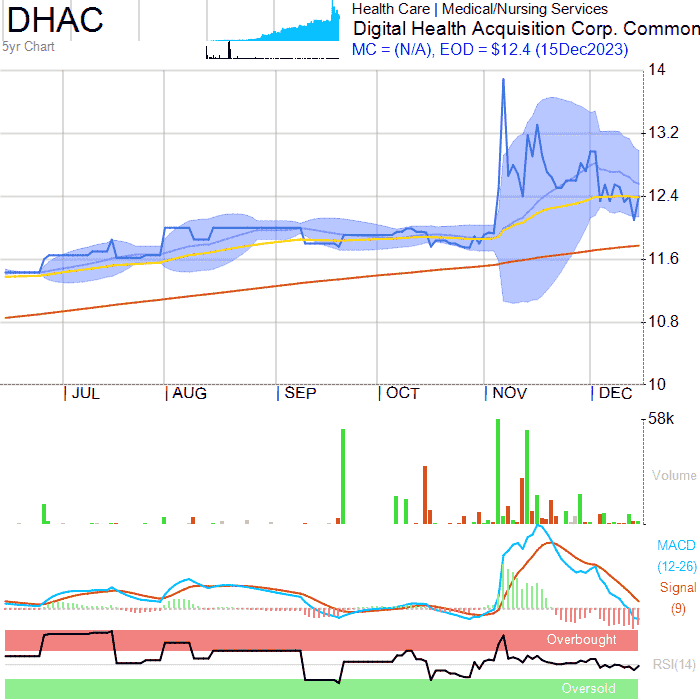 DHAC
5yr Chart
Health Care | Medical/Nursing Services
Digital Health Acquisition Corp. Common
MC = (N/A), EOD = $12.4 (15Dec2023)
14
13.2
12.4
11.6
10.8
10
JUL AUG SEP OCT NOV DEC
58k
Volume
MACD
(12-26)
Signal
(9)
Overbought
RSI(14)
Oversold